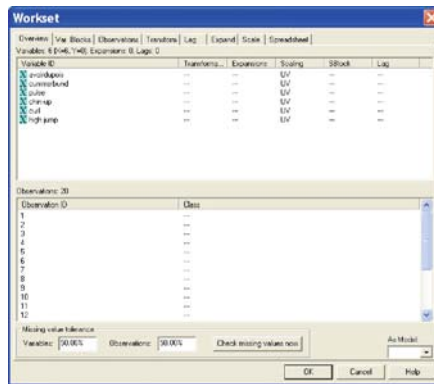 Workset
Overview Var. Blocks Observations Transform Lag Expand Scale Spreadsheet
Variables: 6 (X=6, Y=0), Expansions: 0, Lags: 0
Variable ID Transforma... Expansions Scaling SBlock Lag
avoirdupois --- --- UV --- ---
cummerbund --- --- UV --- ---
pulse --- --- UV --- ---
chin-up --- --- UV --- ---
curl --- --- UV --- ---
high jump --- --- UV --- ---
Observations: 20
Observation ID Class
1 ---
2 ---
3 ---
4 ---
5 ---
6 ---
7 ---
8 ---
9 ---
10 ---
11 ---
12 ---
Missing value tolerance
Variables: 50.00% Observations: 50.00% Check missing values now
As Model:
OK Cancel Help